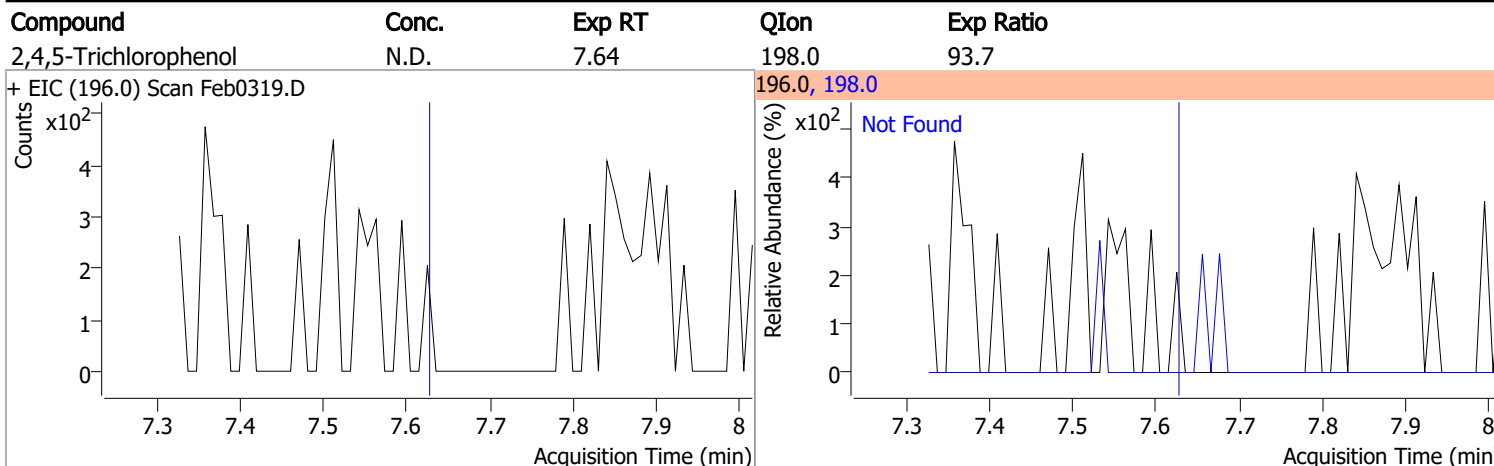 Compound Conc. Exp RT QIon Exp Ratio
2,4,5-Trichlorophenol N.D. 7.64 198.0 93.7
+ EIC (196.0) Scan Feb0319.D
Counts
x10²
4
3
2
1
0
7.3 7.4 7.5 7.6 7.7 7.8 7.9 8
Acquisition Time (min)
196.0, 198.0
Relative Abundance (%)
x10²
Not Found
4
3
2
1
0
7.3 7.4 7.5 7.6 7.7 7.8 7.9 8
Acquisition Time (min)